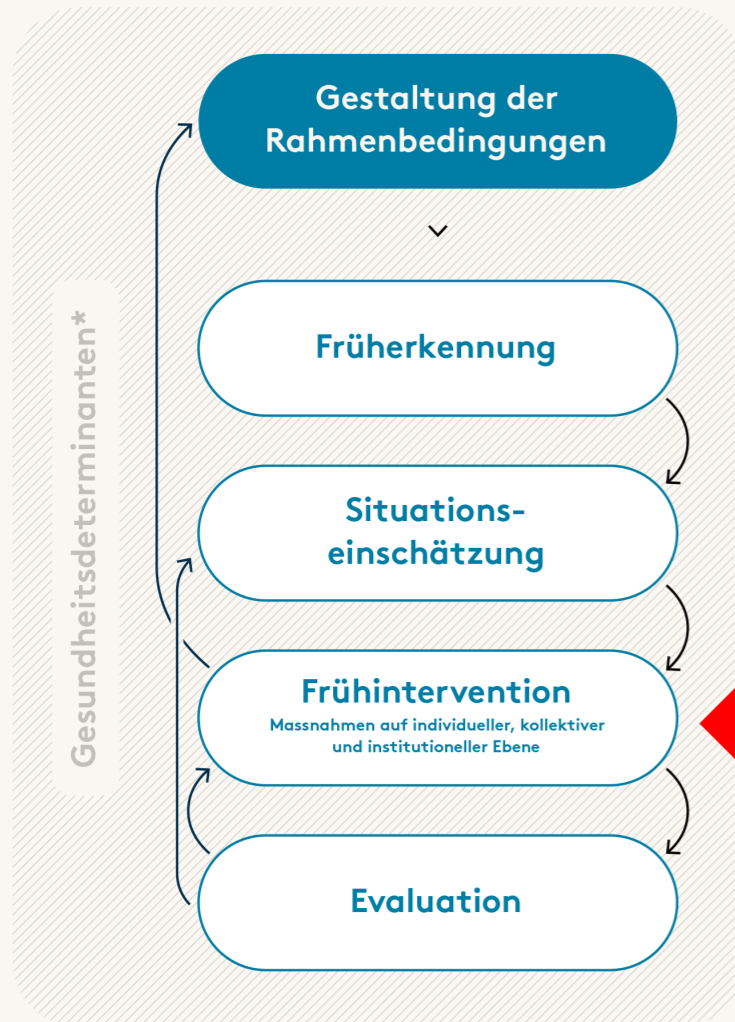 Gestaltung der
Rahmenbedingungen
Früherkennung
Gesundheitsdeterminanten*
Situations-
einschätzung
Frühintervention
Massnahmen auf individueller, kollektiver
und institutioneller Ebene
Evaluation